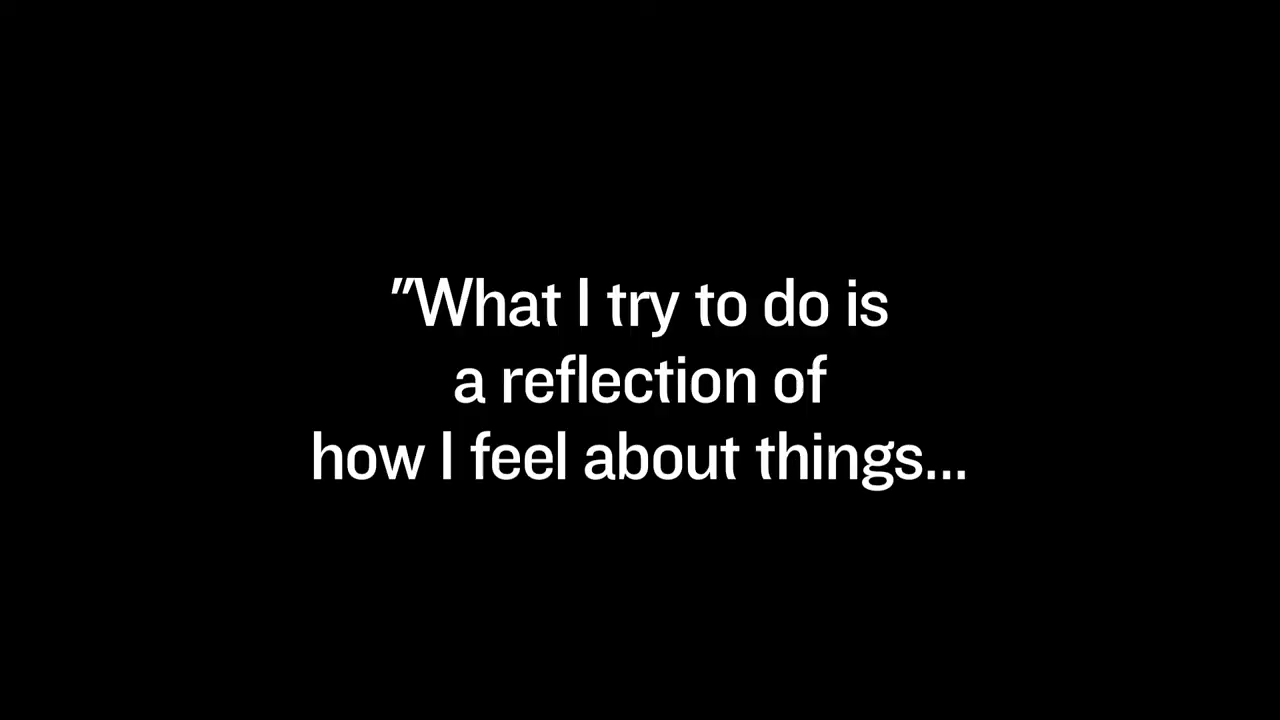 "What I try to do is
a reflection of
how I feel about things...